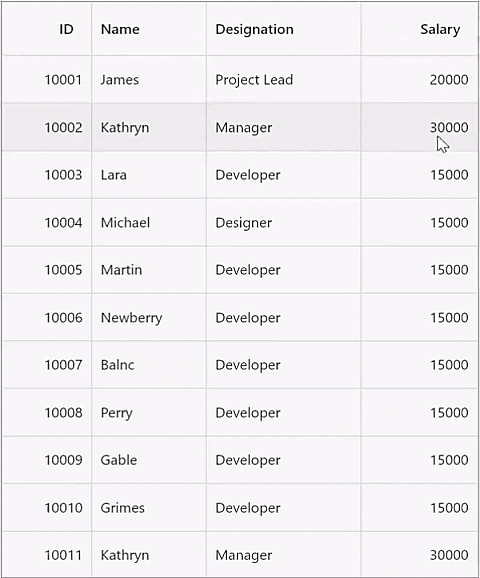 ID Name Designation Salary
10001 James Project Lead 20000
10002 Kathryn Manager 30000
10003 Lara Developer 15000
10004 Michael Designer 15000
10005 Martin Developer 15000
10006 Newberry Developer 15000
10007 Balnc Developer 15000
10008 Perry Developer 15000
10009 Gable Developer 15000
10010 Grimes Developer 15000
10011 Kathryn Manager 30000